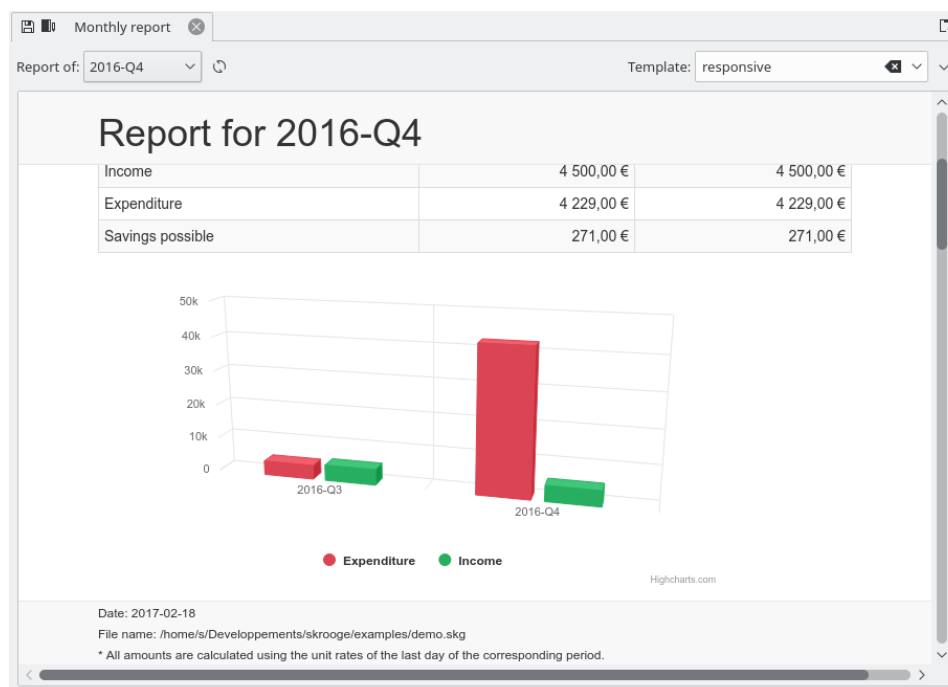 Monthly report
Report of: 2016-Q4 Template: responsive
Report for 2016-Q4
Income 4 500,00 € 4 500,00 €
Expenditure 4 229,00 € 4 229,00 €
Savings possible 271,00 € 271,00 €
50k
40k
30k
20k
10k
0
2016-Q3
2016-Q4
Expenditure Income
Highcharts.com
Date: 2017-02-18
File name: /home/s/Developpements/skrooge/examples/demo.skg
* All amounts are calculated using the unit rates of the last day of the corresponding period.